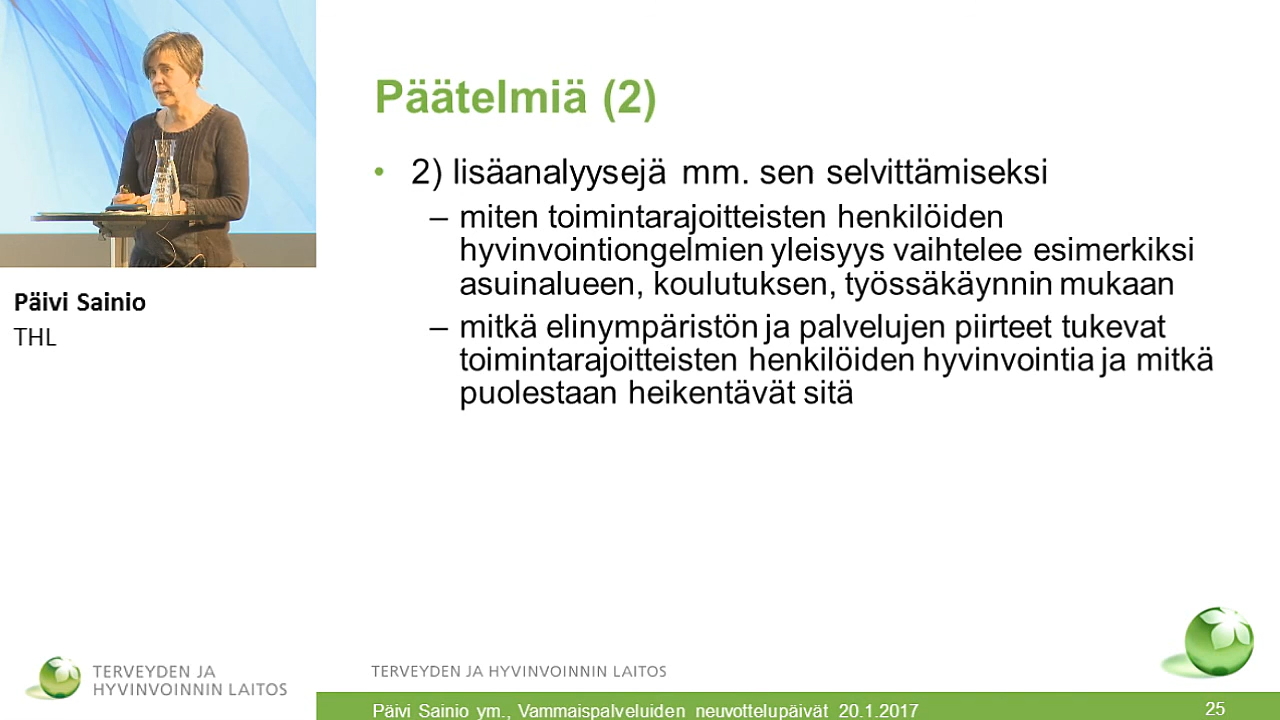 Päätelmiä (2)
• 2) lisäanalyysejä mm. sen selvittämiseksi
– miten toimintarajoitteisten henkilöiden
hyvinvointiongelmien yleisyys vaihtelee esimerkiksi
asuinalueen, koulutuksen, työssäkäynnin mukaan
– mitkä elinympäristön ja palvelujen piirteet tukevat
toimintarajoitteisten henkilöiden hyvinvointia ja mitkä
puolestaan heikentävät sitä
Päivi Sainio
THL
TERVEYDEN JA
HYVINVOINNIN LAITOS
TERVEYDEN JA HYVINVOINNIN LAITOS
Päivi Sainio ym., Vammaispalveluiden neuvottelupäivät 20.1.2017
25